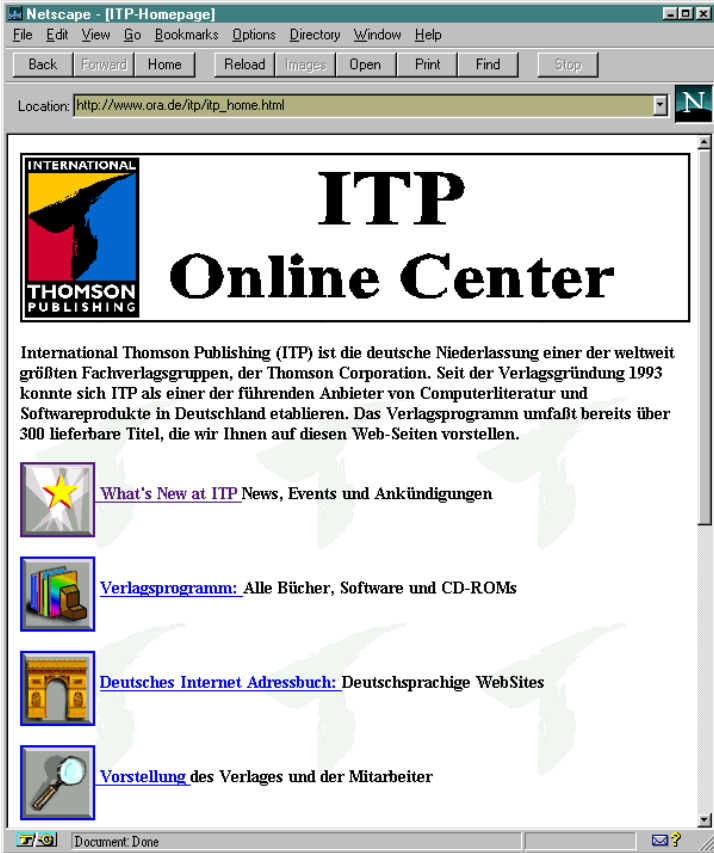 Netscape - [ITP-Homepage]
File Edit View Go Bookmarks Options Directory Window Help
Back Forward Home Reload Images Open Print Find Stop
Location: http://www.ora.de/itp/itp_home.html
N
INTERNATIONAL
THOMSON
PUBLISHING
ITP
Online Center
International Thomson Publishing (ITP) ist die deutsche Niederlassung einer der weltweit
größten Fachverlagsgruppen, der Thomson Corporation. Seit der Verlagsgründung 1993
konnte sich ITP als einer der führenden Anbieter von Computerliteratur und
Softwareprodukte in Deutschland etablieren. Das Verlagsprogramm umfaßt bereits über
300 lieferbare Titel, die wir Ihnen auf diesen Web-Seiten vorstellen.
What's New at ITP News, Events und Ankündigungen
Verlagsprogramm: Alle Bücher, Software und CD-ROMs
Deutsches Internet Adressbuch: Deutschsprachige WebSites
Vorstellung des Verlages und der Mitarbeiter
Document: Done
?